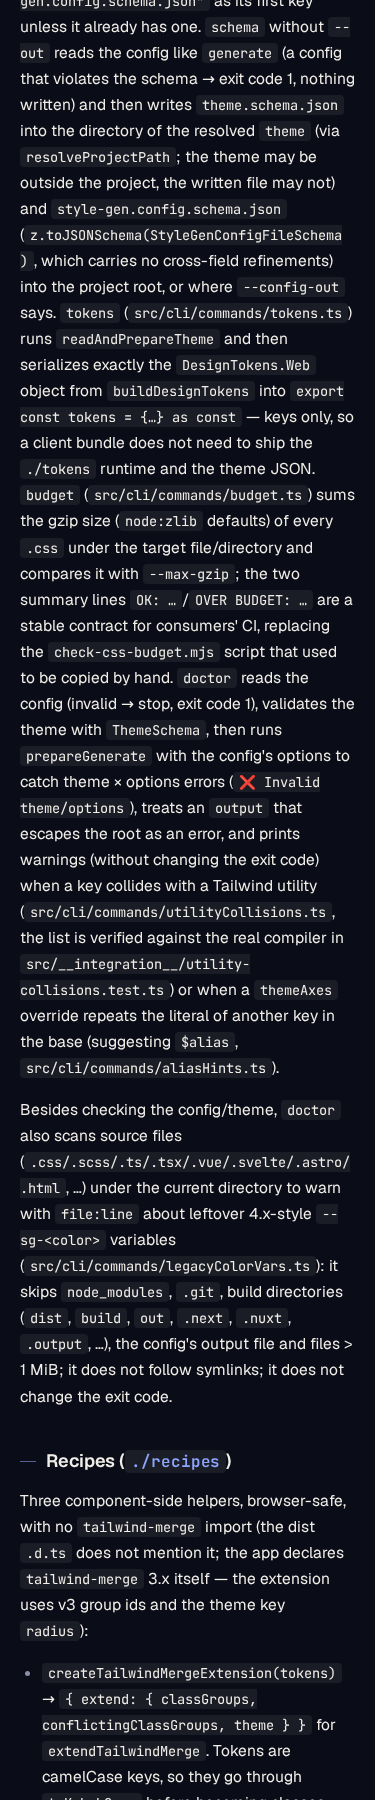 gen.config.schema.json" as its first key
unless it already has one. schema without --
out reads the config like generate (a config
that violates the schema → exit code 1, nothing
written) and then writes theme.schema.json
into the directory of the resolved theme (via
resolveProjectPath; the theme may be
outside the project, the written file may not)
and style-gen.config.schema.json
(z.toJSONSchema(StyleGenConfigFileSchema
), which carries no cross-field refinements)
into the project root, or where --config-out
says. tokens (src/cli/commands/tokens.ts)
runs readAndPrepareTheme and then
serializes exactly the DesignTokens.Web
object from buildDesignTokens into export
const tokens = {…} as const — keys only, so
a client bundle does not need to ship the
./tokens runtime and the theme JSON.
budget (src/cli/commands/budget.ts) sums
the gzip size (node:zlib defaults) of every
.css under the target file/directory and
compares it with --max-gzip; the two
summary lines OK: …/OVER BUDGET: … are a
stable contract for consumers' CI, replacing
the check-css-budget.mjs script that used
to be copied by hand. doctor reads the
config (invalid → stop, exit code 1), validates the
theme with ThemeSchema, then runs
prepareGenerate with the config's options to
catch theme × options errors (❌ Invalid
theme/options), treats an output that
escapes the root as an error, and prints
warnings (without changing the exit code)
when a key collides with a Tailwind utility
(src/cli/commands/utilityCollisions.ts,
the list is verified against the real compiler in
src/__integration__/utility-
collisions.test.ts) or when a themeAxes
override repeats the literal of another key in
the base (suggesting $alias,
src/cli/commands/aliasHints.ts).
Besides checking the config/theme, doctor
also scans source files
(.css/.scss/.ts/.tsx/.vue/.svelte/.astro/
.html, …) under the current directory to warn
with file:line about leftover 4.x-style --
sg-<color> variables
(src/cli/commands/legacyColorVars.ts): it
skips node_modules, .git, build directories
(dist, build, out, .next, .nuxt,
.output, …), the config's output file and files >
1 MiB; it does not follow symlinks; it does not
change the exit code.
— Recipes (./recipes)
Three component-side helpers, browser-safe,
with no tailwind-merge import (the dist
.d.ts does not mention it; the app declares
tailwind-merge 3.x itself — the extension
uses v3 group ids and the theme key
radius):
• createTailwindMergeExtension(tokens)
→ { extend: { classGroups,
conflictingClassGroups, theme } } for
extendTailwindMerge. Tokens are
camelCase keys, so they go through